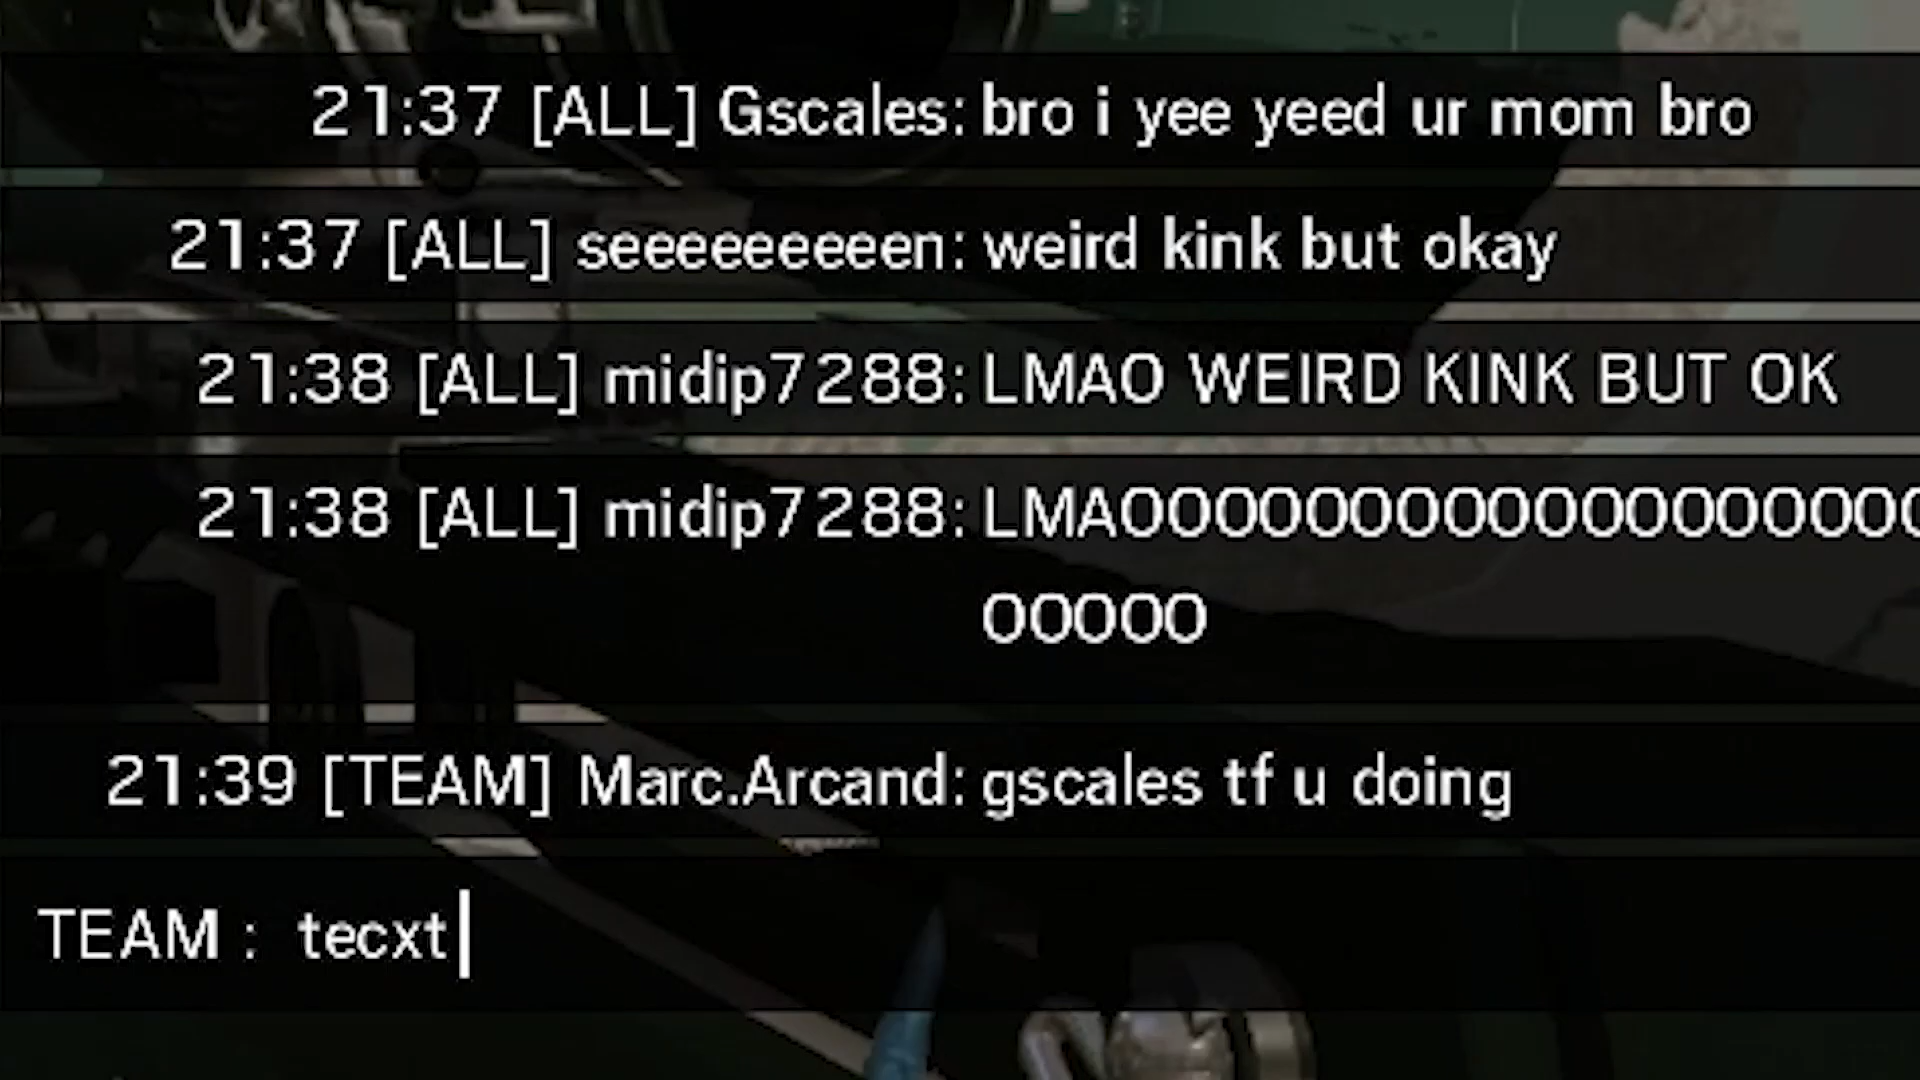 21:37 [ALL] Gscales: bro i yee yeed ur mom bro
21:37 [ALL] seeeeeeeeen: weird kink but okay
21:38 [ALL] midip7288: LMAO WEIRD KINK BUT OK
21:38 [ALL] midip7288: LMAOOOOOOOOOOOOOOOOOO
OOOOO
21:39 [TEAM] Marc.Arcand: gscales tf u doing
TEAM : tecxt